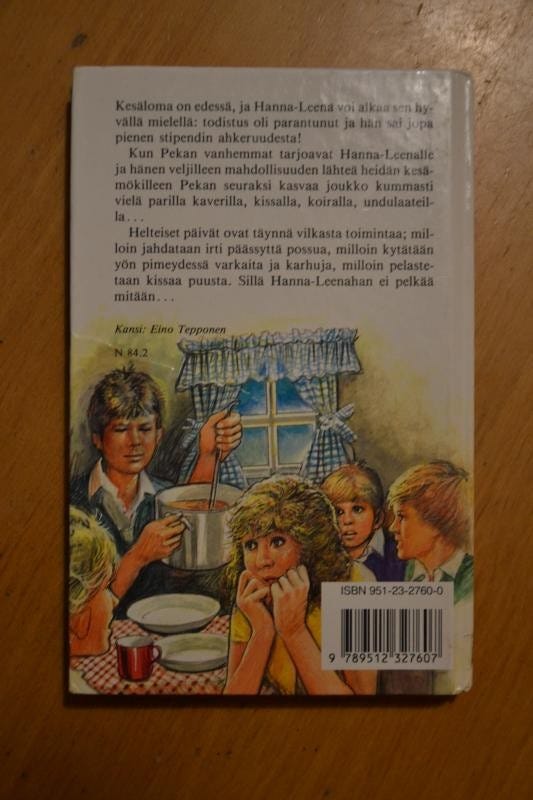 Kesäloma on edessä, ja Hanna-Leena voi alkaa sen hy-
vällä mielellä: todistus oli parantunut ja hän sai jopa
pienen stipendin ahkeruudesta!
Kun Pekan vanhemmat tarjoavat Hanna-Leenalle
ja hänen veljilleen mahdollisuuden lähteä heidän kesä-
mökilleen Pekan seuraksi kasvaa joukko kummasti
vielä parilla kaverilla, kissalla, koiralla, undulaateil-
la...
Helteiset päivät ovat täynnä vilkasta toimintaa; mil-
loin jahdataan irti päässyttä possua, milloin kytätään
yön pimeydessä varkaita ja karhuja, milloin pelaste-
taan kissaa puusta. Sillä Hanna-Leenahan ei pelkää
mitään...
Kansi: Eino Tepponen
N 84.2
ISBN 951-23-2760-0
9 789512 327607